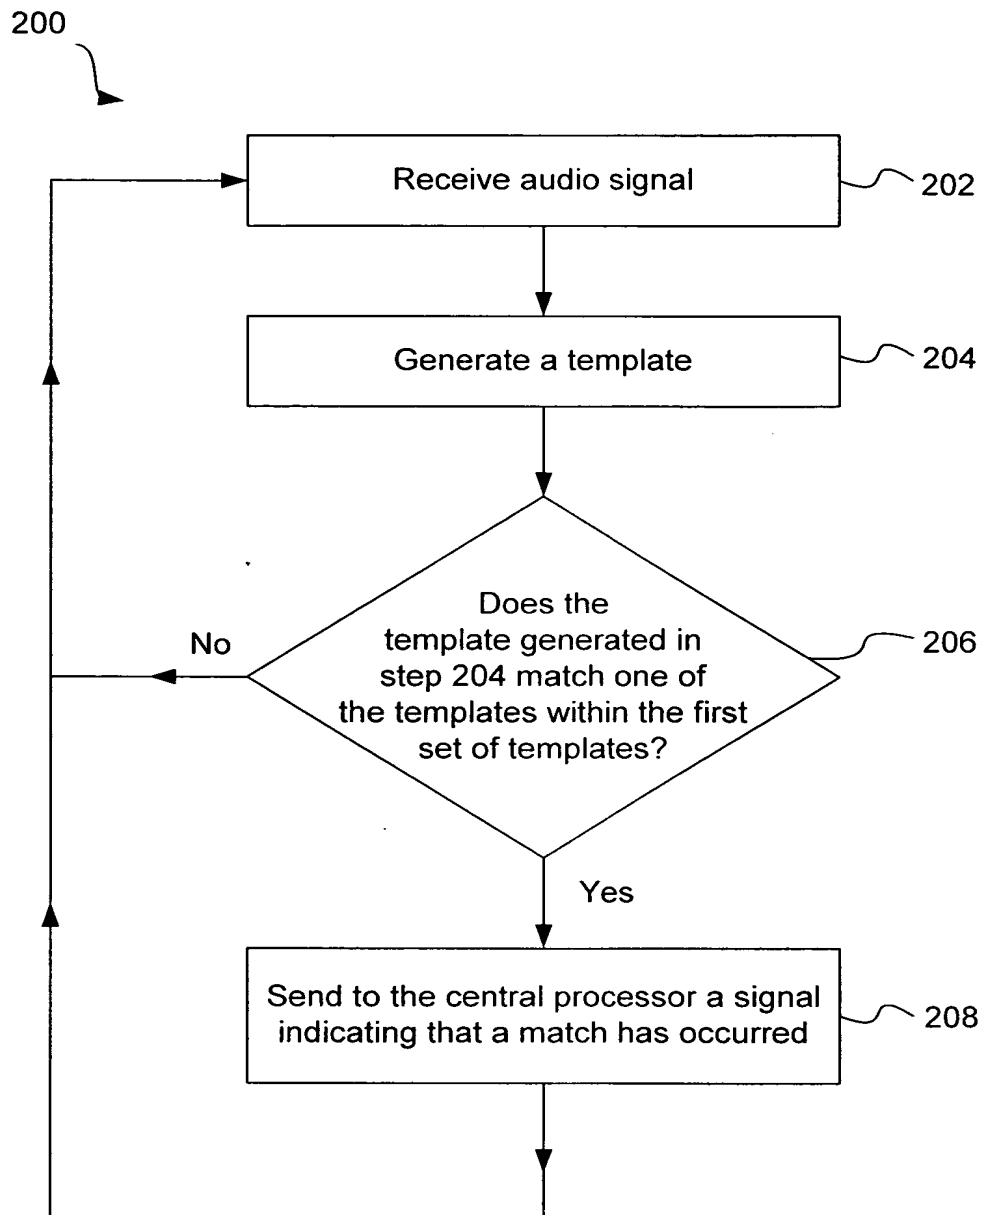 200
Receive audio signal
202
Generate a template
204
Does the
template generated in
step 204 match one of
the templates within the first
set of templates?
206
No
Yes
Send to the central processor a signal
indicating that a match has occurred
208